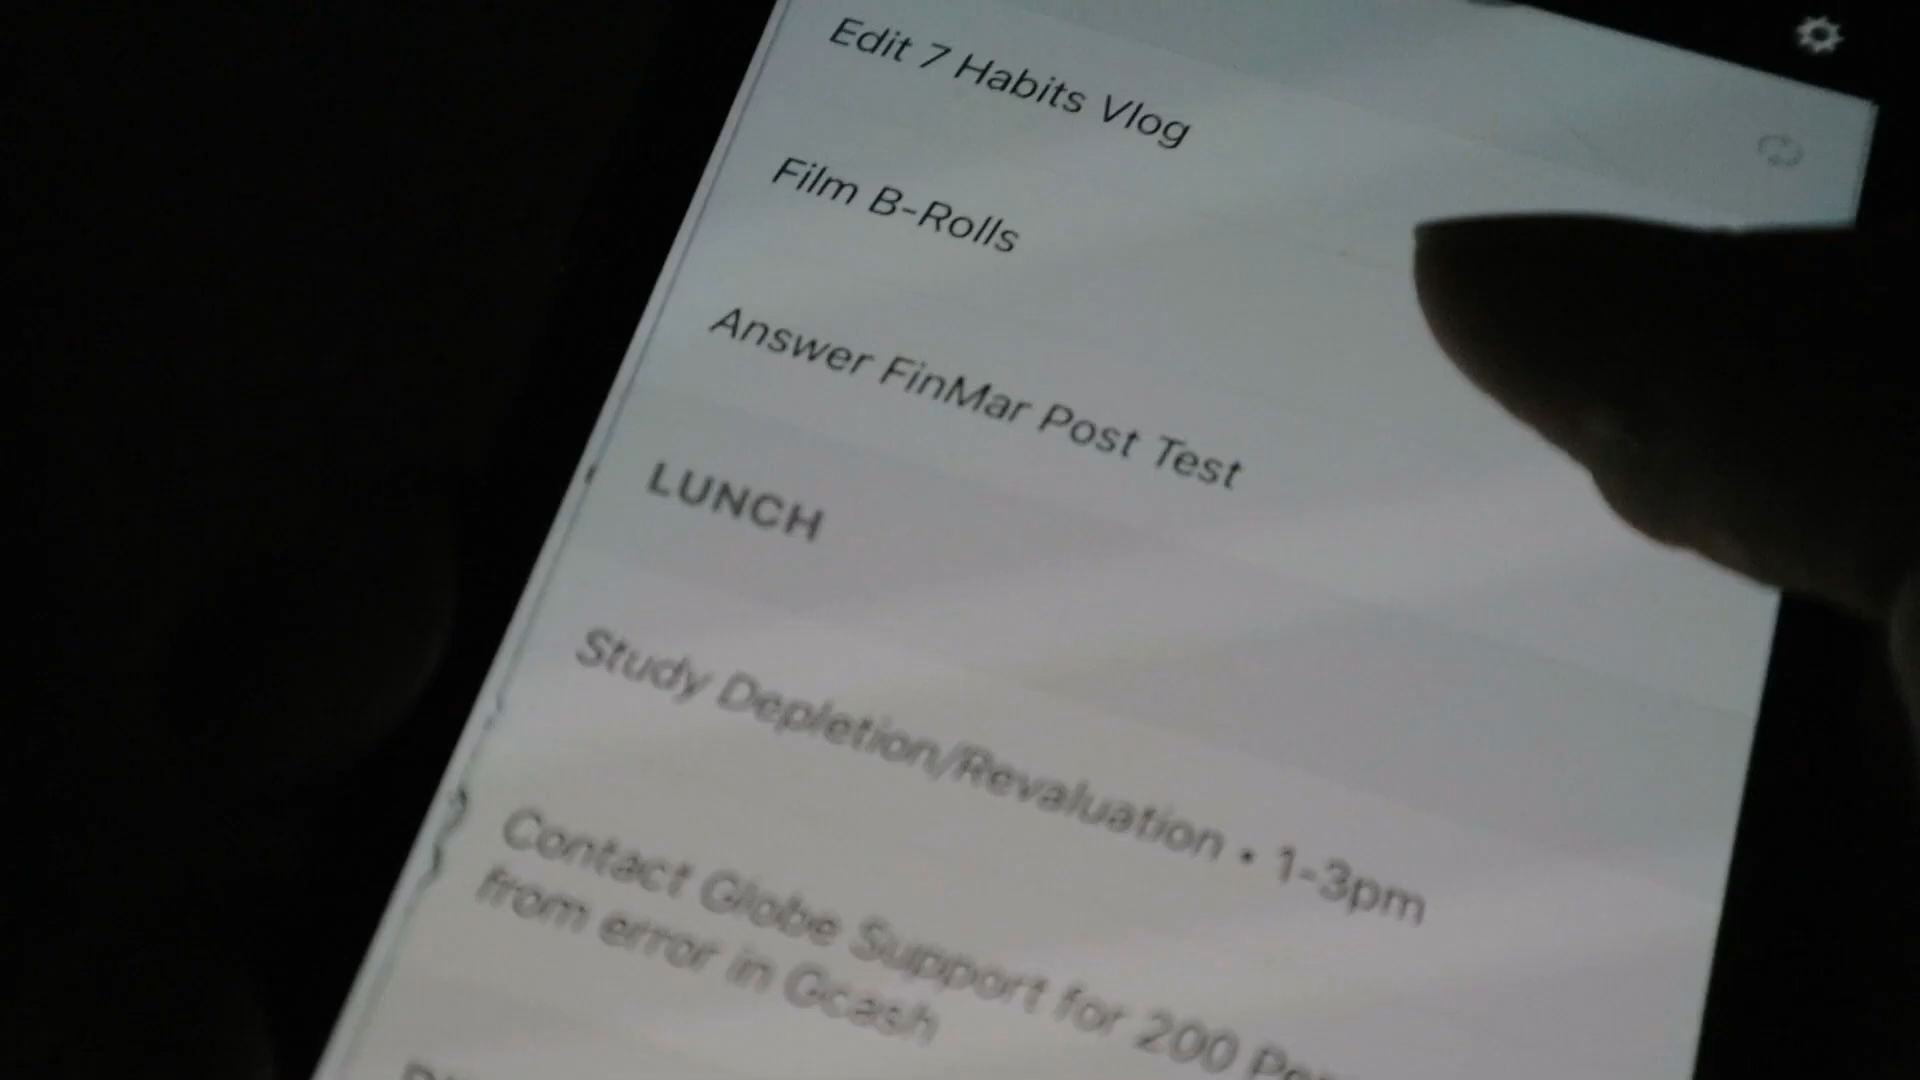 Edit 7 Habits Vlog
Film B-Rolls
Answer FinMar Post Test
LUNCH
Study Depletion/Revaluation • 1-3pm
Contact Globe Support for 200
from error in Gcash